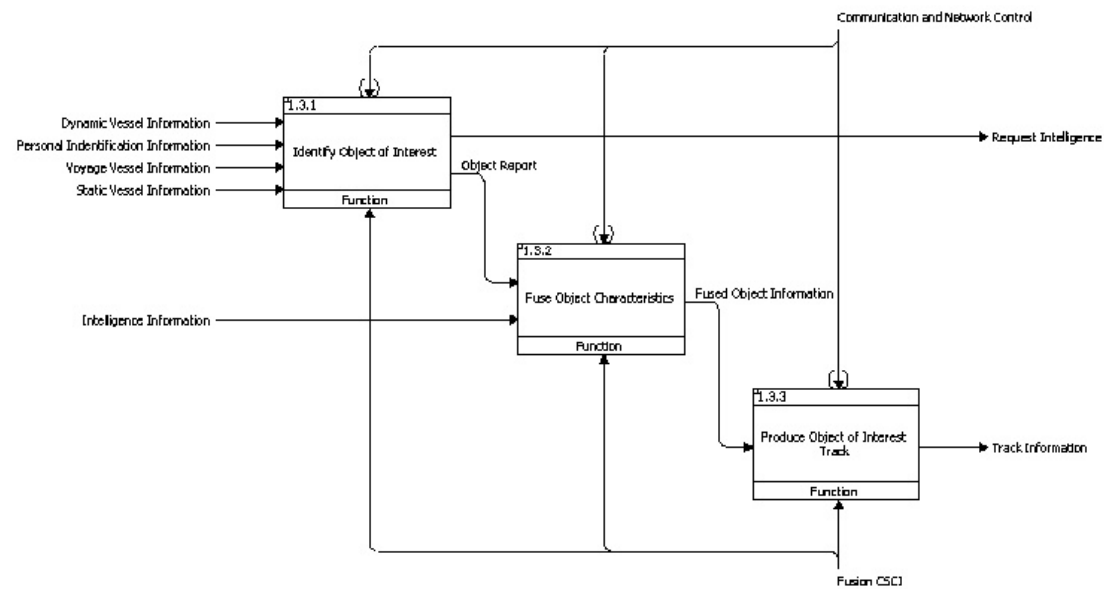 Communication and Network Control
1.3.1
Dynamic Vessel Information
Personal Indentification Information
Identify Object of Interest
Request Intelligence
Voyage Vessel Information
Object Report
Static Vessel Information
Function
1.3.2
Fuse Object Characteristics
Fused Object Information
Intelligence Information
Function
1.3.3
Produce Object of Interest
Track
Track Information
Function
Fusion CSCI